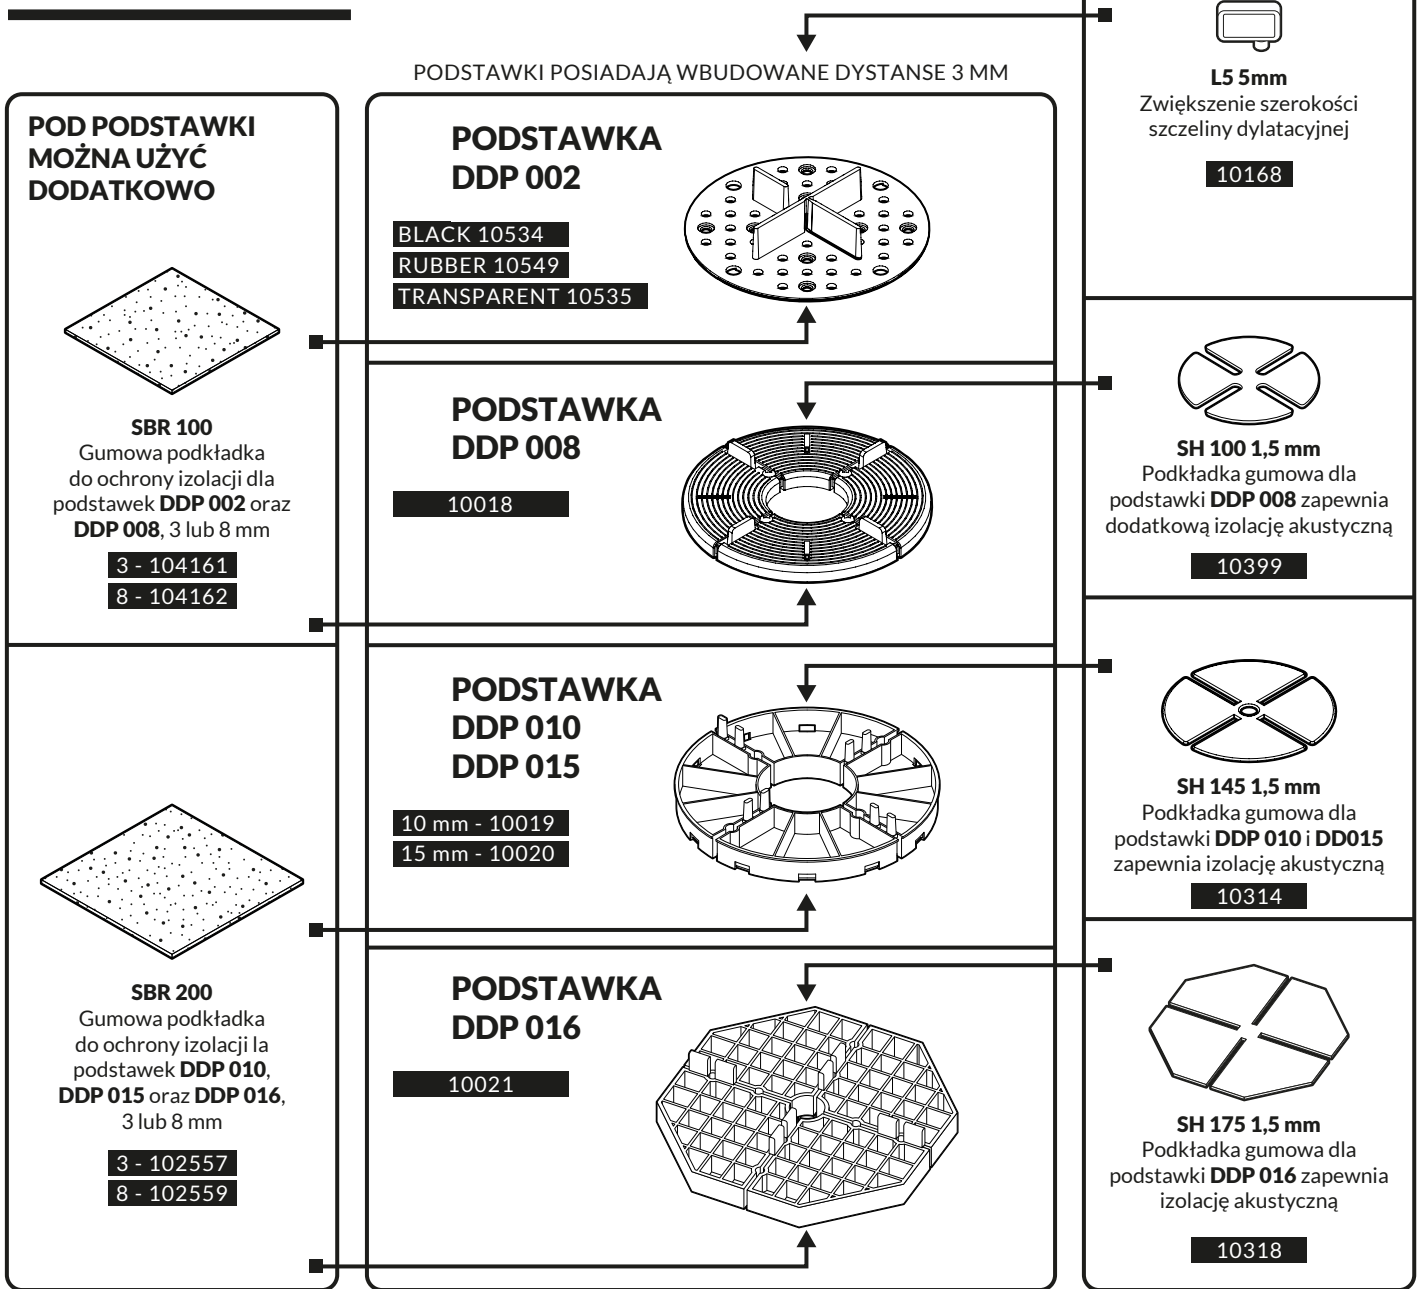 PODSTAWKI POSIADAJĄ WBUDOWANE DYSTANSE 3 MM
POD PODSTAWKI
MOŻNA UŻYĆ
DODATKOWO
SBR 100
Gumowa podkładka
do ochrony izolacji dla
podstawek DDP 002 oraz
DDP 008, 3 lub 8 mm
3 - 104161
8 - 104162
SBR 200
Gumowa podkładka
do ochrony izolacji la
podstawek DDP 010,
DDP 015 oraz DDP 016,
3 lub 8 mm
3 - 102557
8 - 102559
PODSTAWKA
DDP 002
BLACK 10534
RUBBER 10549
TRANSPARENT 10535
PODSTAWKA
DDP 008
10018
PODSTAWKA
DDP 010
DDP 015
10 mm - 10019
15 mm - 10020
PODSTAWKA
DDP 016
10021
L5 5mm
Zwiększenie szerokości
szczeliny dylatacyjnej
10168
SH 100 1,5 mm
Podkładka gumowa dla
podstawki DDP 008 zapewnia
dodatkową izolację akustyczną
10399
SH 145 1,5 mm
Podkładka gumowa dla
podstawki DDP 010 i DD015
zapewnia izolację akustyczną
10314
SH 175 1,5 mm
Podkładka gumowa dla
podstawki DDP 016 zapewnia
izolację akustyczną
10318